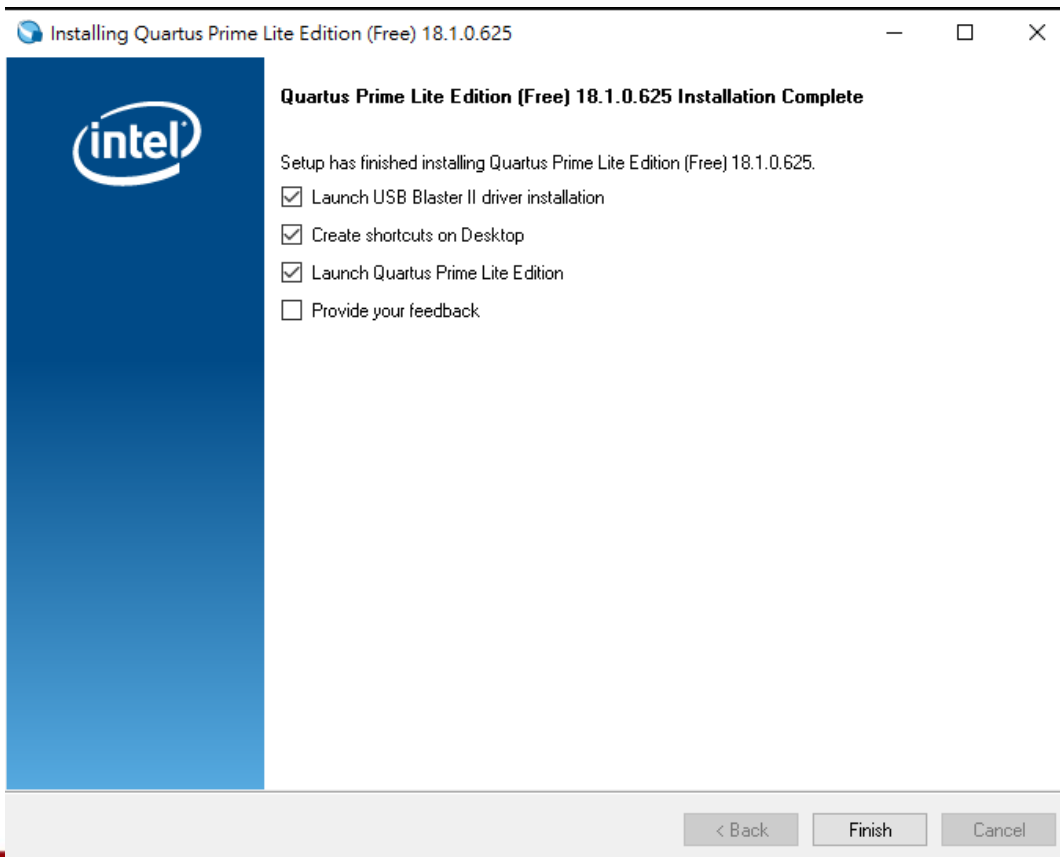 Installing Quartus Prime Lite Edition (Free) 18.1.0.625
intel
Quartus Prime Lite Edition (Free) 18.1.0.625 Installation Complete
Setup has finished installing Quartus Prime Lite Edition (Free) 18.1.0.625.
Launch USB Blaster II driver installation
Create shortcuts on Desktop
Launch Quartus Prime Lite Edition
Provide your feedback
< Back Finish Cancel